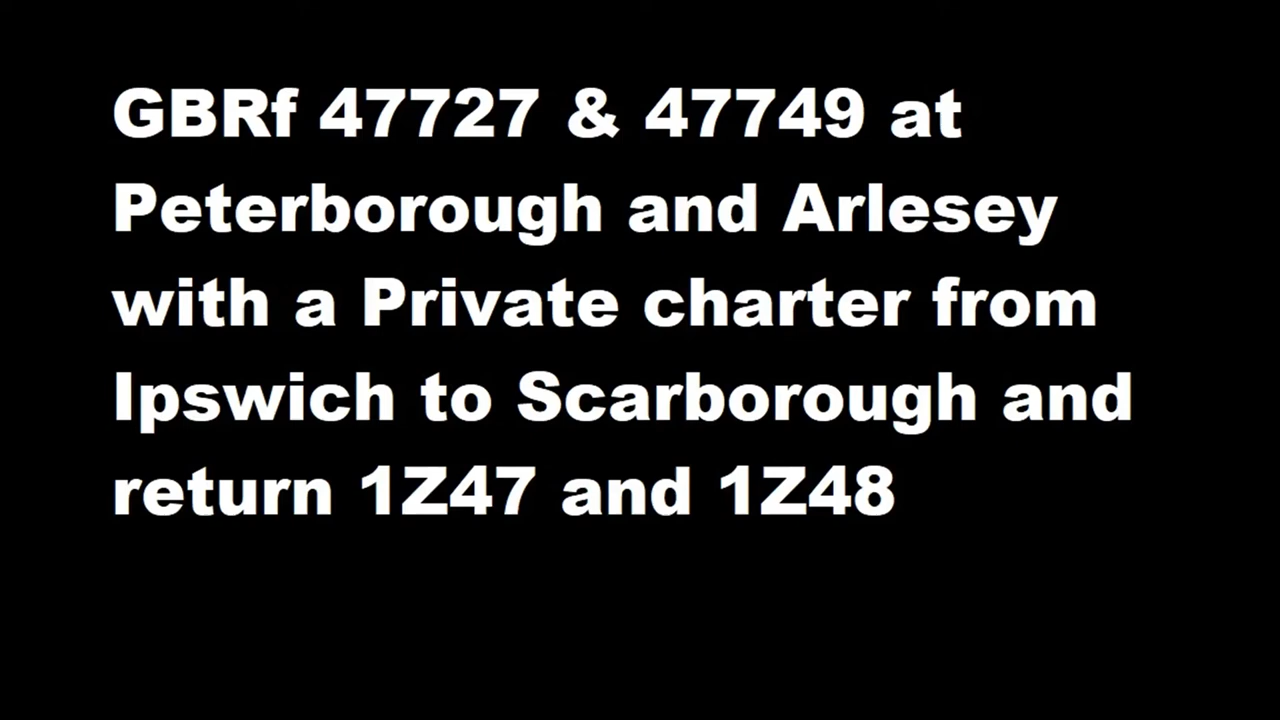 GBRf 47727 & 47749 at
Peterborough and Arlesey
with a Private charter from
Ipswich to Scarborough and
return 1Z47 and 1Z48